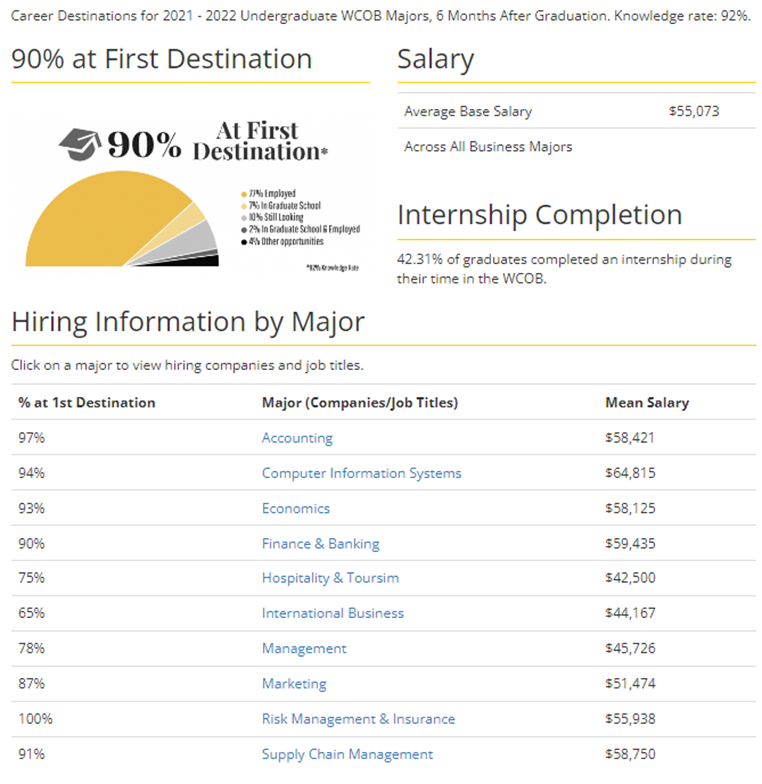 Career Destinations for 2021 - 2022 Undergraduate WCOB Majors, 6 Months After Graduation. Knowledge rate: 92%.
90% at First Destination
90% At First
Destination*
77% Employed
7% In Graduate School
10% Still Looking
2% In Graduate School & Employed
4% Other opportunities
*92% Knowledge Rate
Salary
Average Base Salary $55,073
Across All Business Majors
Internship Completion
42.31% of graduates completed an internship during
their time in the WCOB.
Hiring Information by Major
Click on a major to view hiring companies and job titles.
% at 1st Destination Major (Companies/Job Titles) Mean Salary
97% Accounting $58,421
94% Computer Information Systems $64,815
93% Economics $58,125
90% Finance & Banking $59,435
75% Hospitality & Toursim $42,500
65% International Business $44,167
78% Management $45,726
87% Marketing $51,474
100% Risk Management & Insurance $55,938
91% Supply Chain Management $58,750